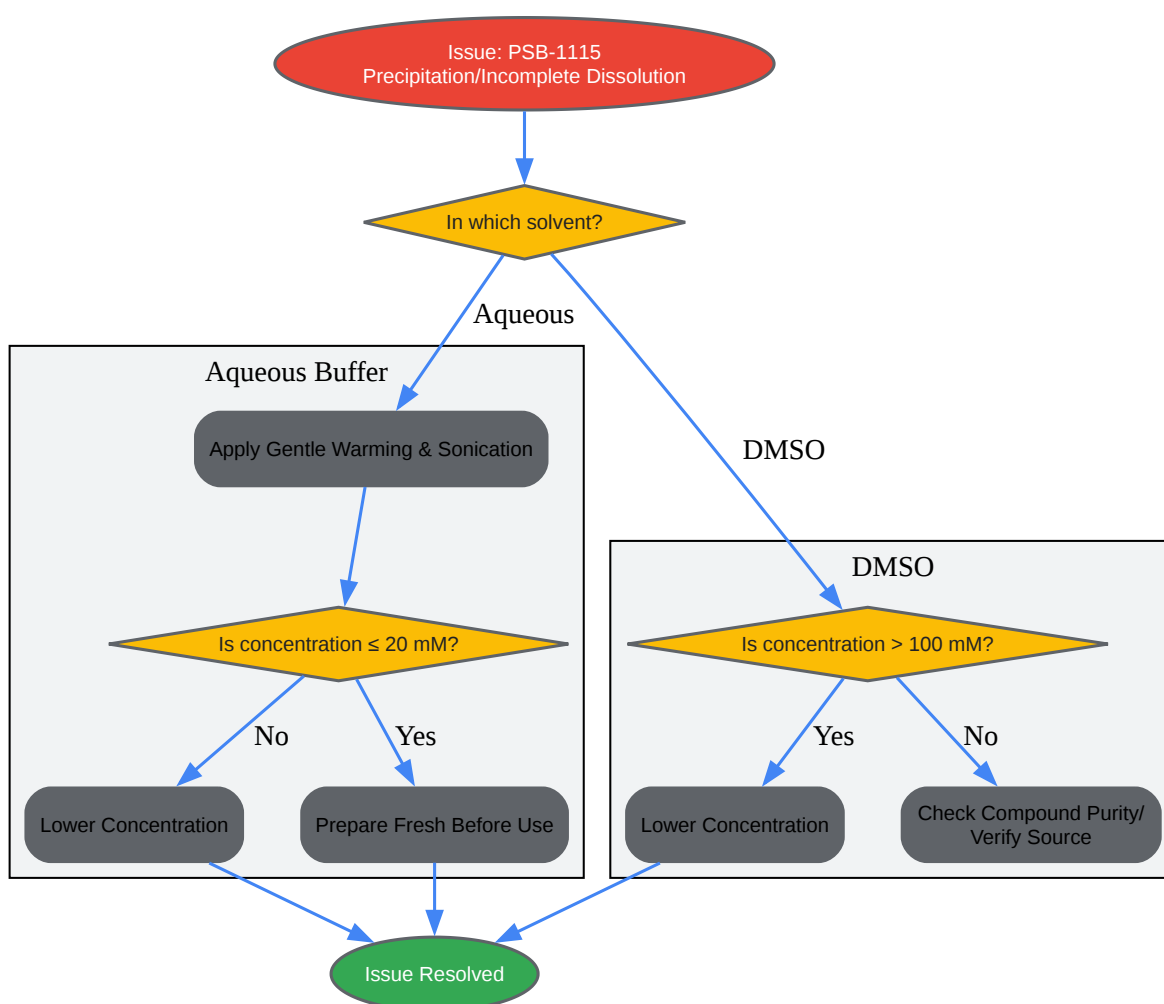 Issue: PSB-1115
Precipitation/Incomplete Dissolution
In which solvent?
Aqueous
Aqueous Buffer
Apply Gentle Warming & Sonication
DMSO
DMSO
Is concentration ≤ 20 mM?
Is concentration > 100 mM?
No
Yes
Yes
No
Lower Concentration
Prepare Fresh Before Use
Lower Concentration
Check Compound Purity/
Verify Source
Issue Resolved